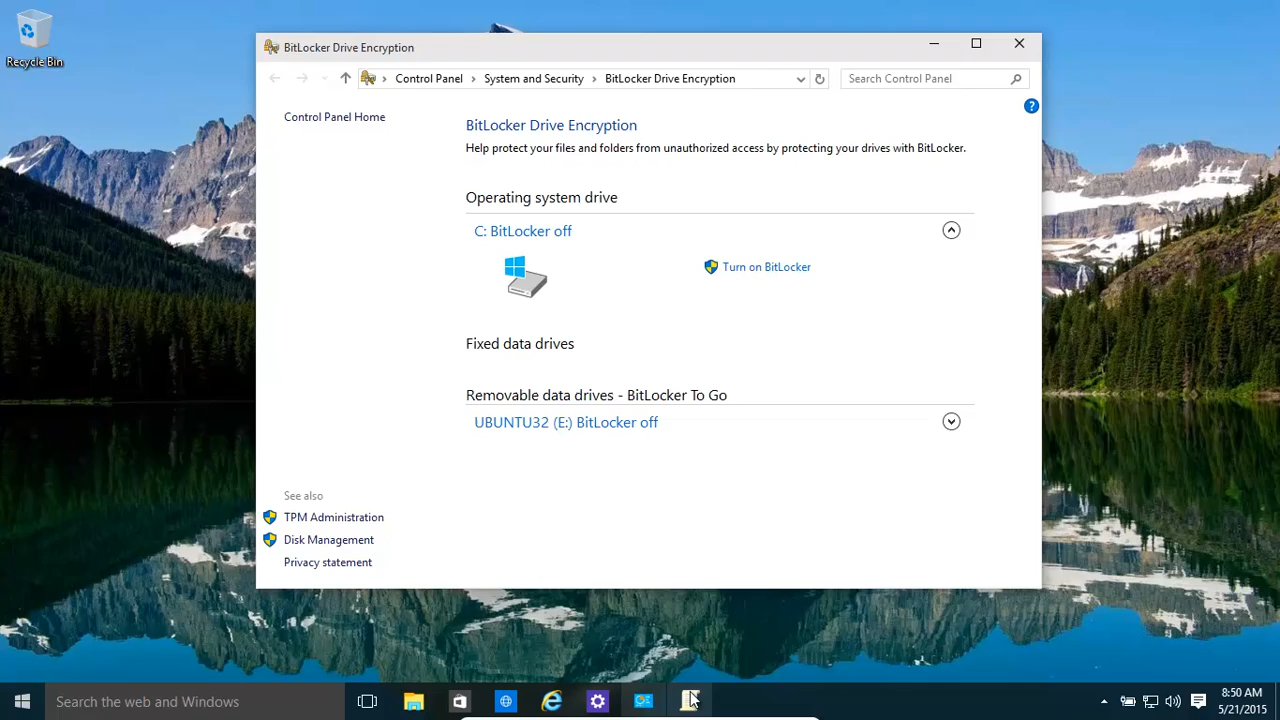 Recycle Bin
BitLocker Drive Encryption
Control Panel > System and Security > BitLocker Drive Encryption
Search Control Panel
Control Panel Home
BitLocker Drive Encryption
Help protect your files and folders from unauthorized access by protecting your drives with BitLocker.
Operating system drive
C: BitLocker off
Turn on BitLocker
Fixed data drives
Removable data drives - BitLocker To Go
UBUNTU32 (E:) BitLocker off
See also
TPM Administration
Disk Management
Privacy statement
Search the web and Windows
8:50 AM
5/21/2015